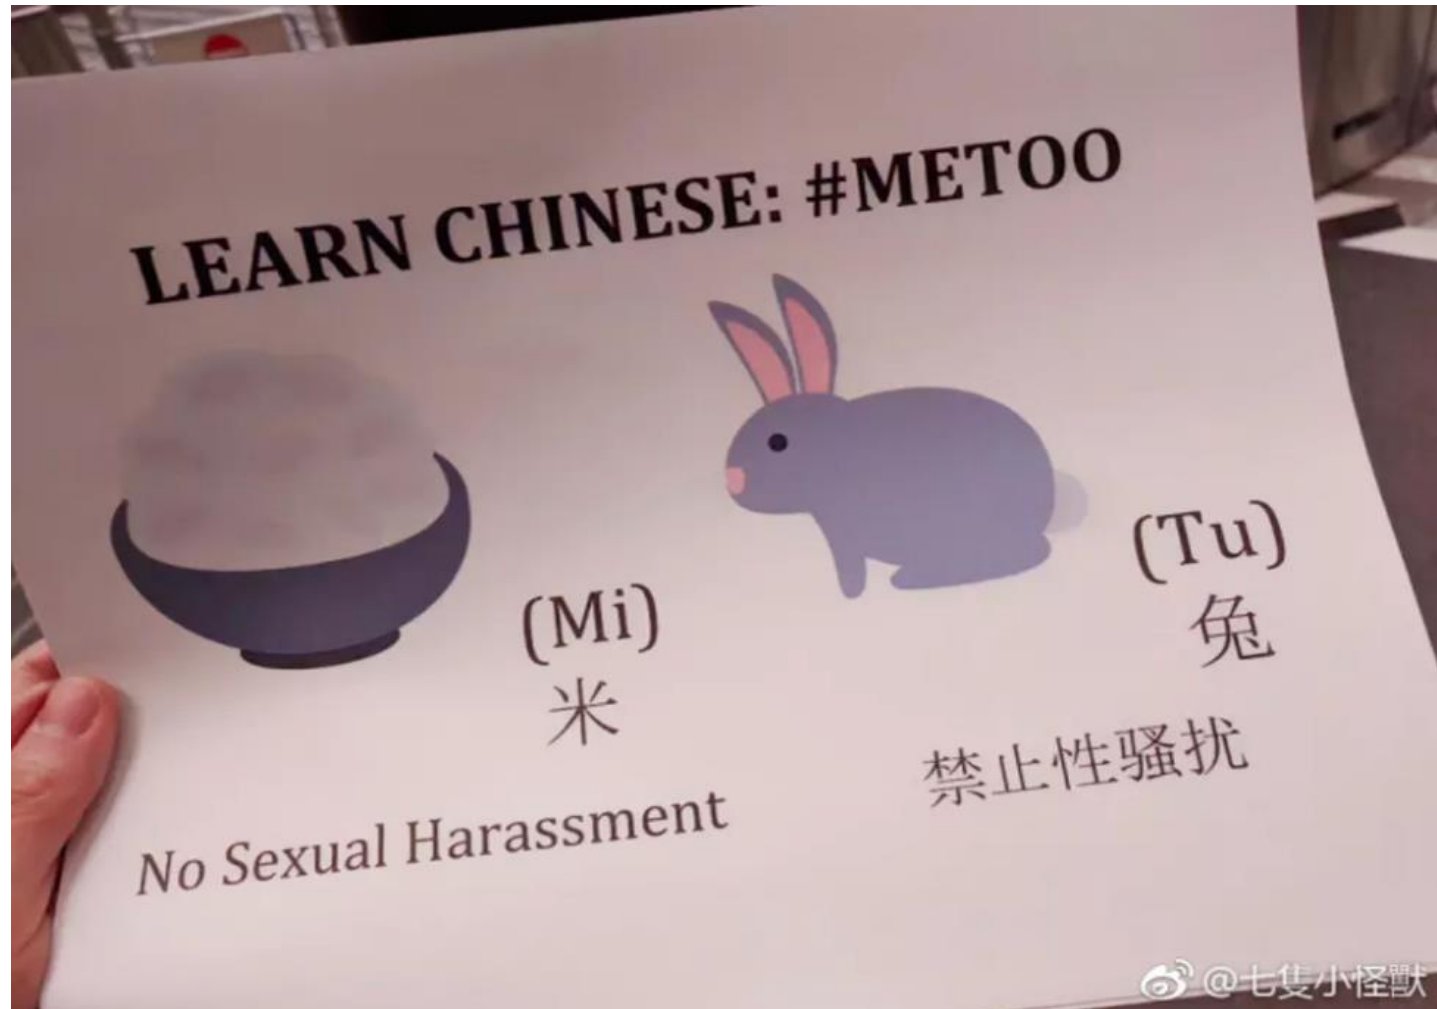 LEARN CHINESE: #METOO
(Mi)
米
(Tu)
兔
No Sexual Harassment
禁止性骚扰
@七隻小怪獸